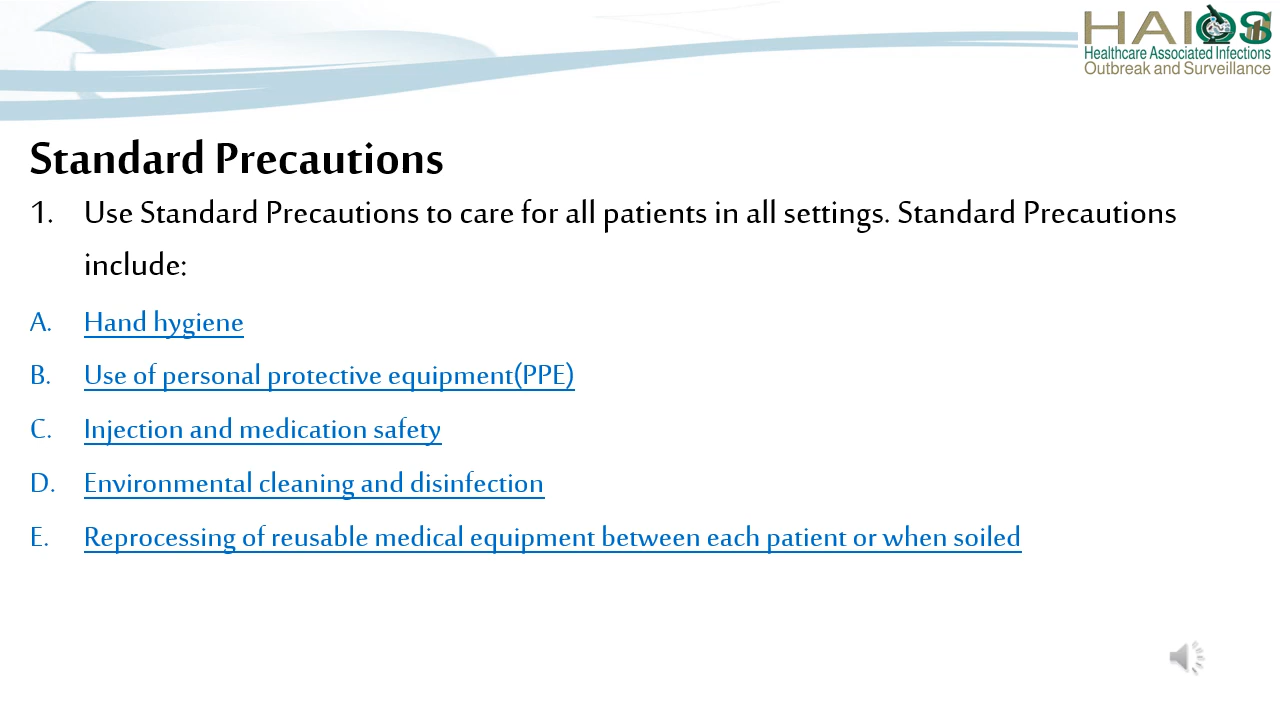 HAIOS
Healthcare Associated Infections
Outbreak and Surveillance
Standard Precautions
1. Use Standard Precautions to care for all patients in all settings. Standard Precautions
include:
A. Hand hygiene
B. Use of personal protective equipment(PPE)
C. Injection and medication safety
D. Environmental cleaning and disinfection
E. Reprocessing of reusable medical equipment between each patient or when soiled